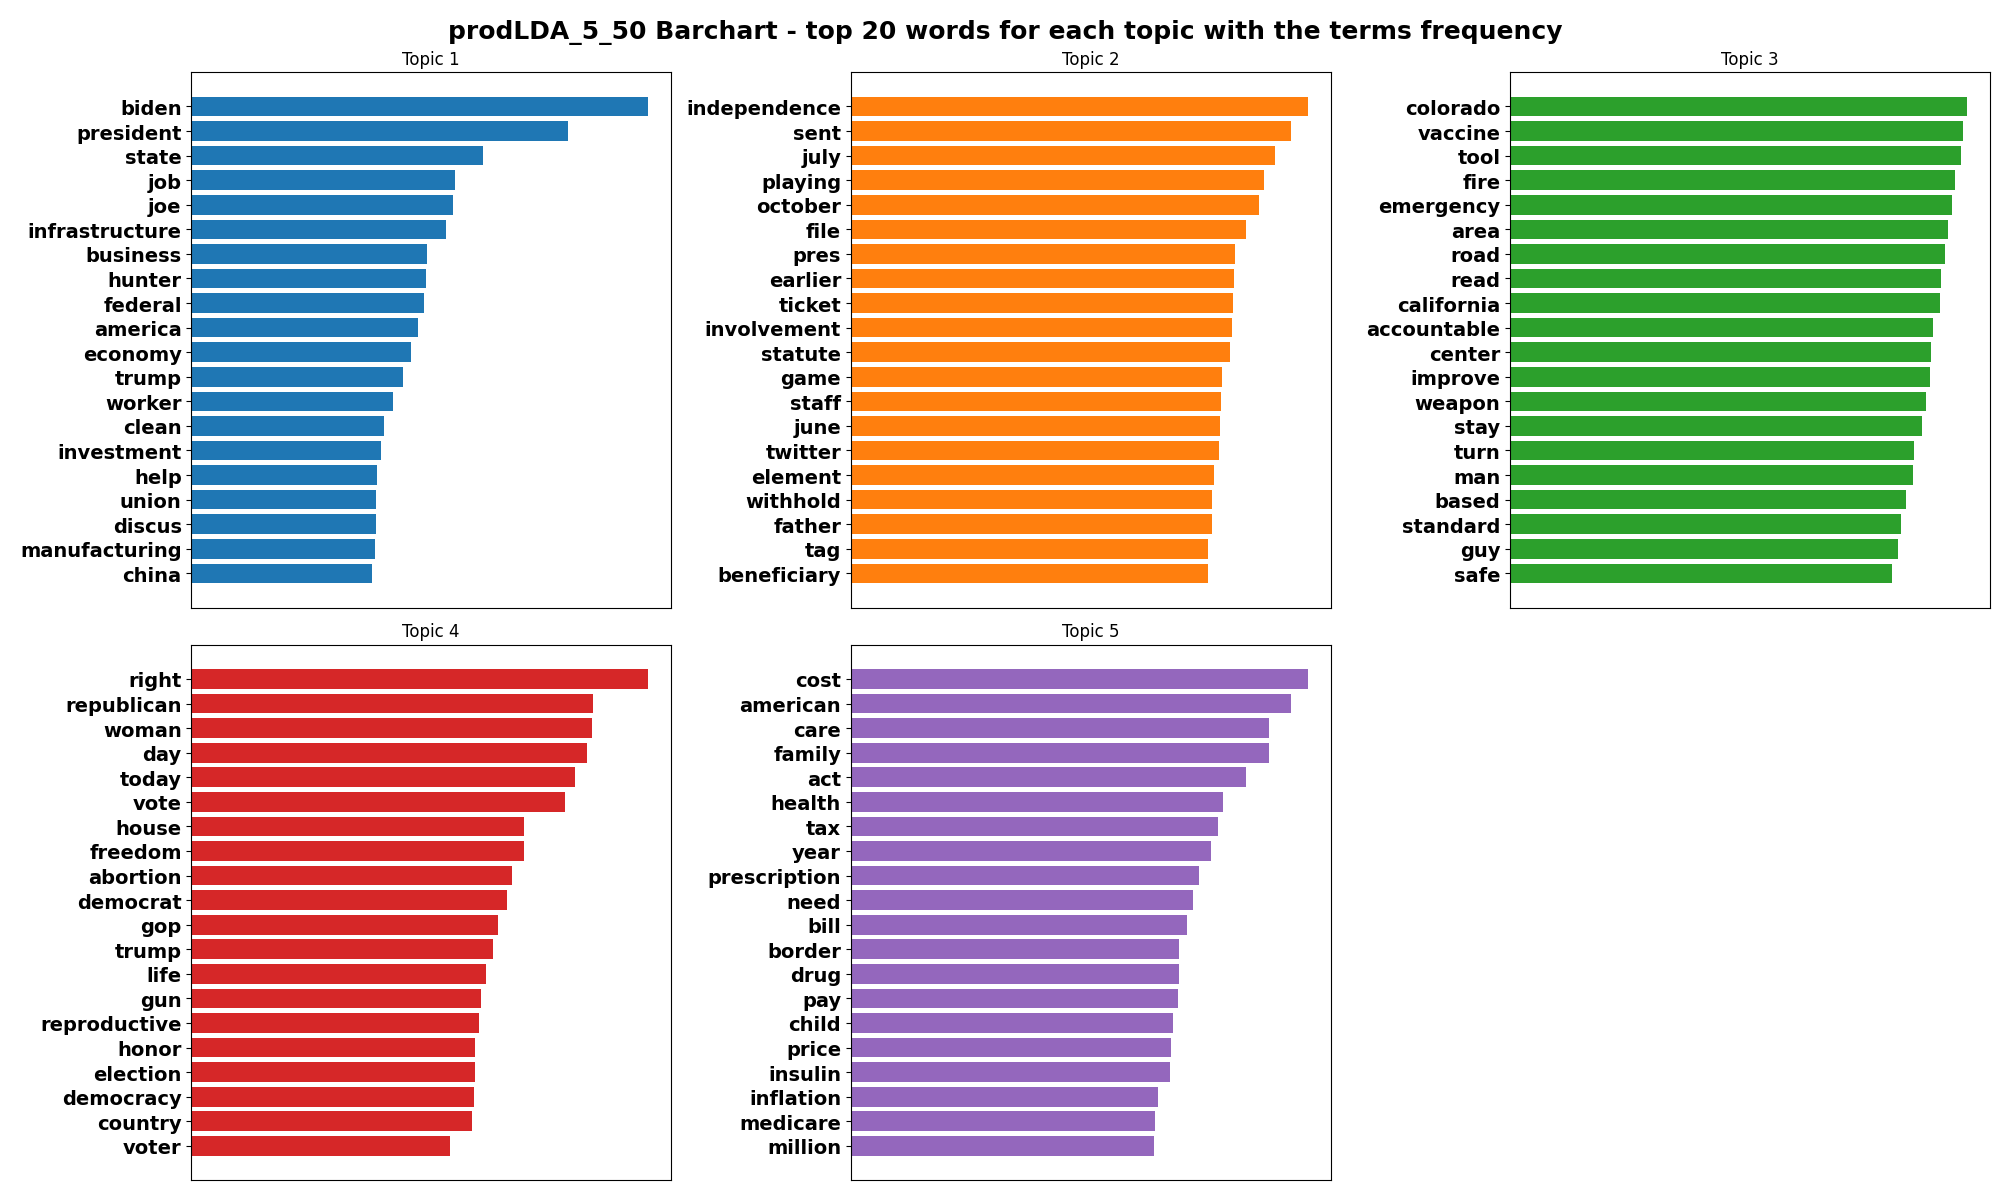 prodLDA_5_50 Barchart - top 20 words for each topic with the terms frequency
Topic 1
biden
president
state
job
joe
infrastructure
business
hunter
federal
america
economy
trump
worker
clean
investment
help
union
discus
manufacturing
china
Topic 2
independence
sent
july
playing
october
file
pres
earlier
ticket
involvement
statute
game
staff
june
twitter
element
withhold
father
tag
beneficiary
Topic 3
colorado
vaccine
tool
fire
emergency
area
road
read
california
accountable
center
improve
weapon
stay
turn
man
based
standard
guy
safe
Topic 4
right
republican
woman
day
today
vote
house
freedom
abortion
democrat
gop
trump
life
gun
reproductive
honor
election
democracy
country
voter
Topic 5
cost
american
care
family
act
health
tax
year
prescription
need
bill
border
drug
pay
child
price
insulin
inflation
medicare
million